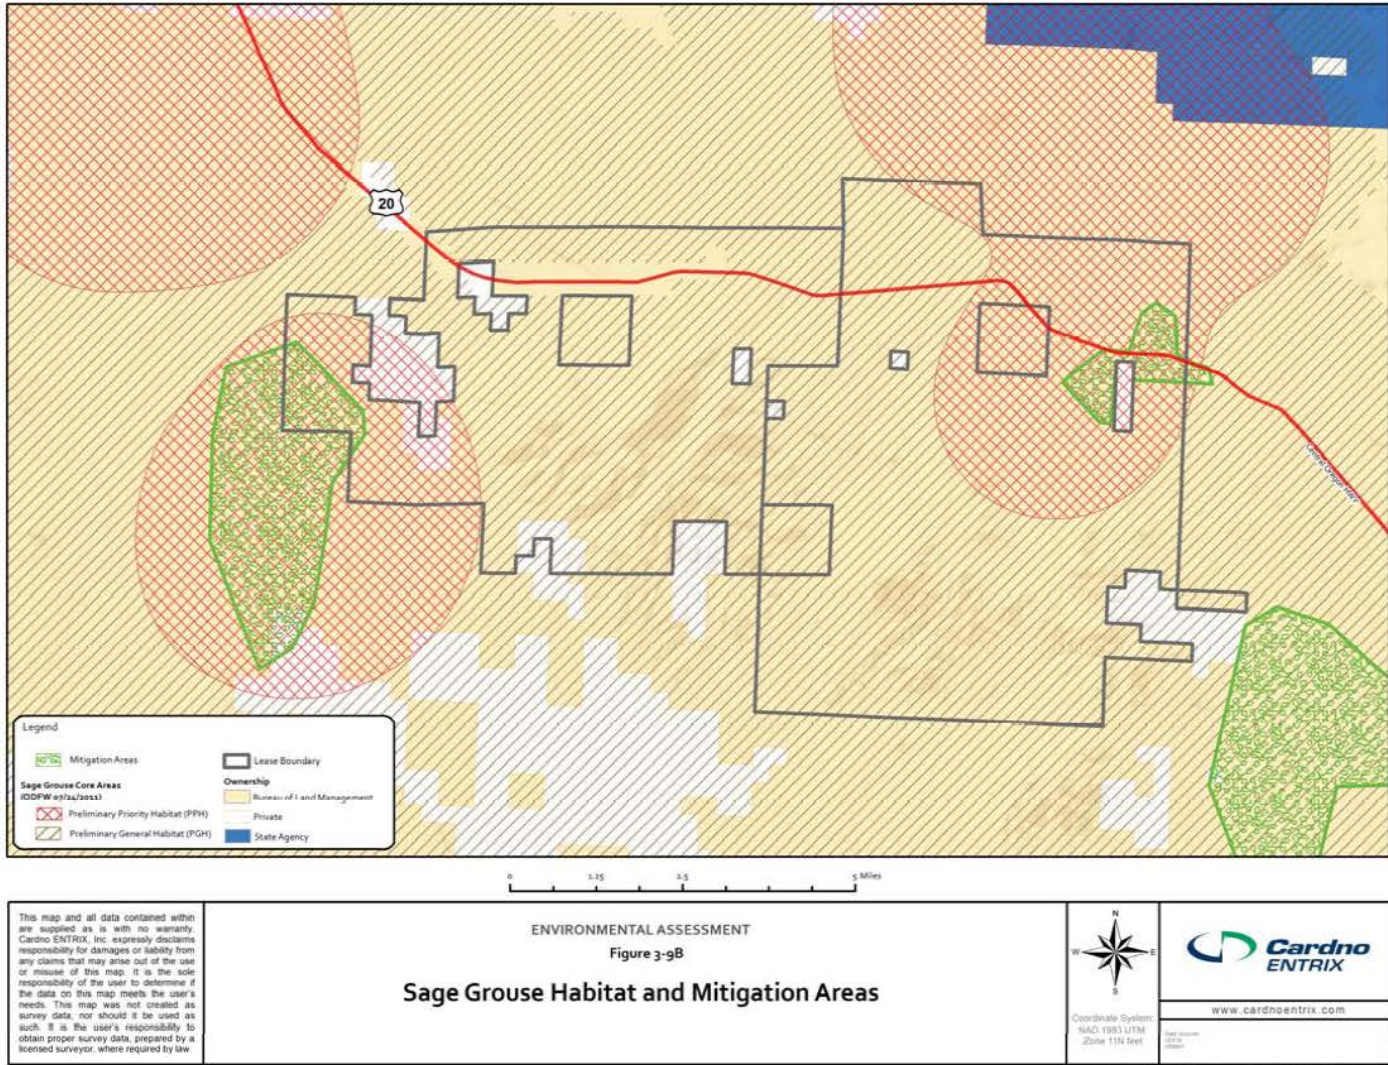 20
Central Oregon HWY
Legend
Mitigation Areas
Sage Grouse Core Areas
(ODFW 07/24/2011)
Preliminary Priority Habitat (PPH)
Preliminary General Habitat (PGH)
Lease Boundary
Ownership
Bureau of Land Management
Private
State Agency
0 1.25 2.5 5 Miles
This map and all data contained within
are supplied as is with no warranty.
Cardno ENTRIX, Inc. expressly disclaims
responsibility for damages or liability from
any claims that may arise out of the use
or misuse of this map. It is the sole
responsibility of the user to determine if
the data on this map meets the user's
needs. This map was not created as
survey data, nor should it be used as
such. It is the user's responsibility to
obtain proper survey data, prepared by a
licensed surveyor, where required by law.
ENVIRONMENTAL ASSESSMENT
Figure 3-9B
Sage Grouse Habitat and Mitigation Areas
N
W E
S
Coordinate System:
NAD 1983 UTM
Zone 11N feet
Cardno
ENTRIX
www.cardnoentrix.com